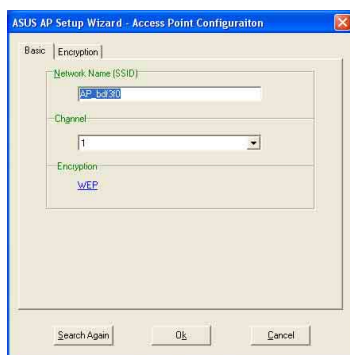 ASUS AP Setup Wizard - Access Point Configuraiton
Basic Encryption
Network Name (SSID)
AP_bdf3f0
Channel
1
Encryption
WEP
Search Again Ok Cancel